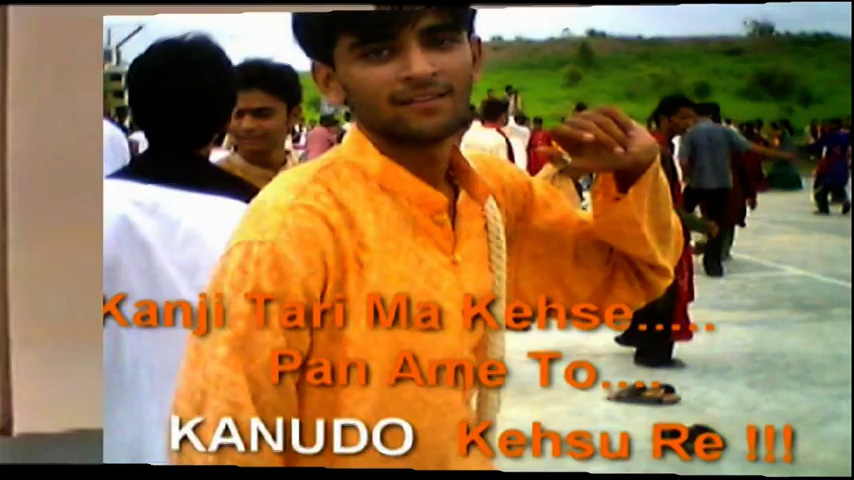 Kanji Tari Ma Kehse.....
Pan Ame To....
KANUDO Kehsu Re !!!